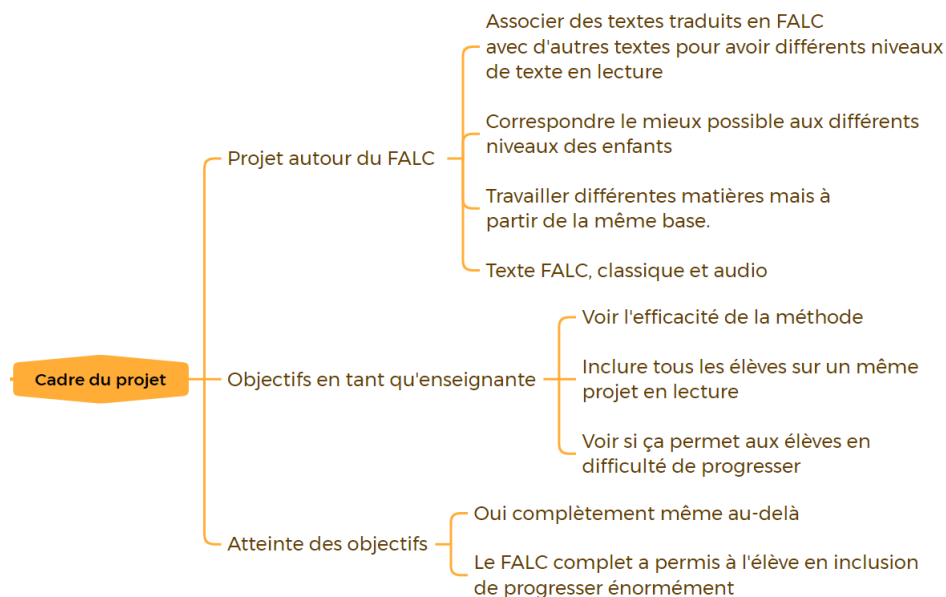 Associer des textes traduits en FALC
avec d'autres textes pour avoir différents niveaux
de texte en lecture
Correspondre le mieux possible aux différents
niveaux des enfants
Projet autour du FALC
Travailler différentes matières mais à
partir de la même base.
Texte FALC, classique et audio
Voir l'efficacité de la méthode
Cadre du projet
Objectifs en tant qu'enseignante
Inclure tous les élèves sur un même
projet en lecture
Voir si ça permet aux élèves en
difficulté de progresser
Oui complètement même au-delà
Atteinte des objectifs
Le FALC complet a permis à l'élève en inclusion
de progresser énormément